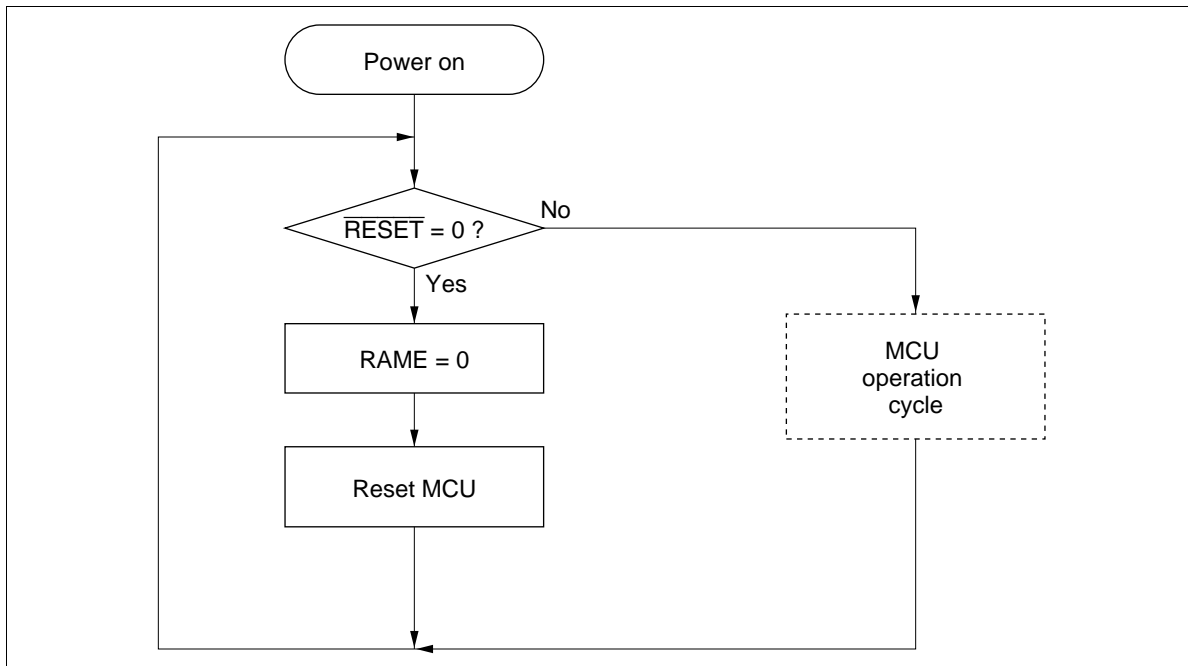 Power on
RESET = 0 ?
No
Yes
RAME = 0
MCU
operation
cycle
Reset MCU